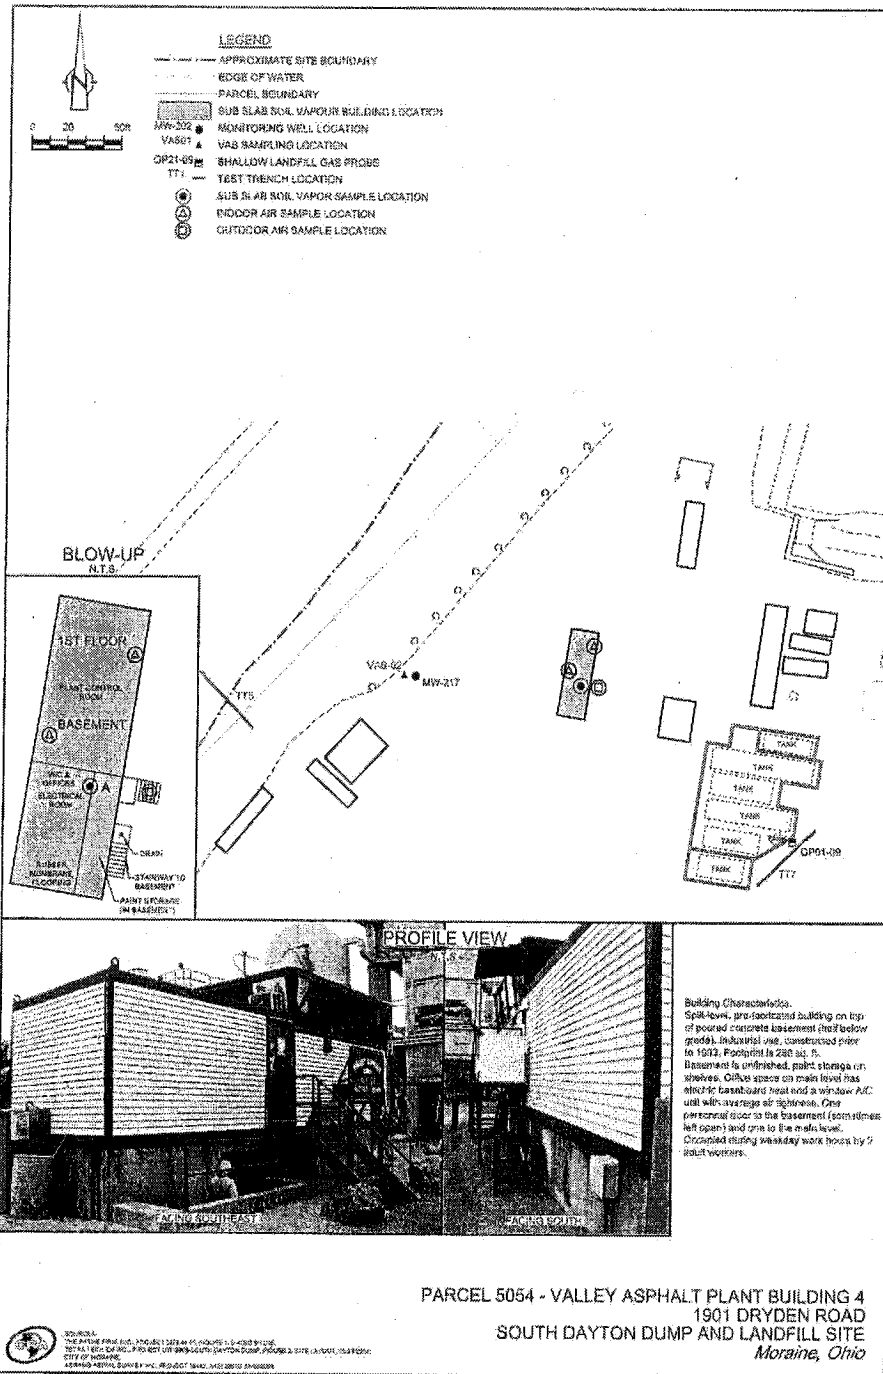 LEGEND
APPROXIMATE SITE BOUNDARY
EDGE OF WATER
PARCEL BOUNDARY
SUB SLAB SOIL VAPOUR BUILDING LOCATION
MW-202 MONITORING WELL LOCATION
VAS01 VAS SAMPLING LOCATION
GP21-09 SHALLOW LANDFILL GAS PROBE
TT1 TEST TRENCH LOCATION
SUB SLAB SOIL VAPOR SAMPLE LOCATION
INDOOR AIR SAMPLE LOCATION
OUTDOOR AIR SAMPLE LOCATION
N
0 20 50ft
BLOW-UP
N.T.S.
1ST FLOOR
PLANT CONTROL
ROOM
BASEMENT
OFFICES
ELECTRICAL
ROOM
A
RUBBER
MEMBRANE
FLOORING
DRAIN
STAIRWAY TO
BASEMENT
PAINT STORAGE
(IN BASEMENT)
TT5
VAS-02
MW-217
TANK
TANK
TANK
TANK
TANK
TANK
GP01-09
TT7
PROFILE VIEW
N.T.S.
FACING SOUTHEAST
FACING SOUTH
Building Characteristics.
Split-level, pre-fabricated building on top
of poured concrete basement (half below
grade). Industrial use, constructed prior
to 1993. Footprint is 280 sq. ft.
Basement is unfinished, paint storage on
shelves. Office space on main level has
electric baseboard heat and a window A/C
unit with average air tightness. One
personnel door to the basement (sometimes
left open) and one to the main level.
Occupied during weekday work hours by 2
adult workers.
PARCEL 5054 - VALLEY ASPHALT PLANT BUILDING 4
1901 DRYDEN ROAD
SOUTH DAYTON DUMP AND LANDFILL SITE
Moraine, Ohio